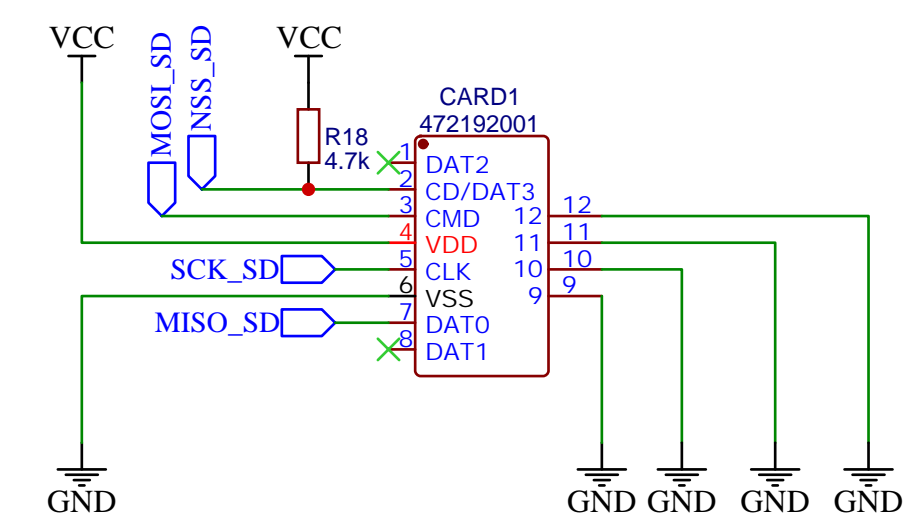 VCC
VCC
MOSI_SD
NSS_SD
CARD1
472192001
R18
4.7k
1
DAT2
2
CD/DAT3
3
CMD
12
12
4
VDD
11
11
SCK_SD
5
CLK
10
10
6
VSS
9
9
MISO_SD
7
DAT0
8
DAT1
GND
GND
GND
GND
GND